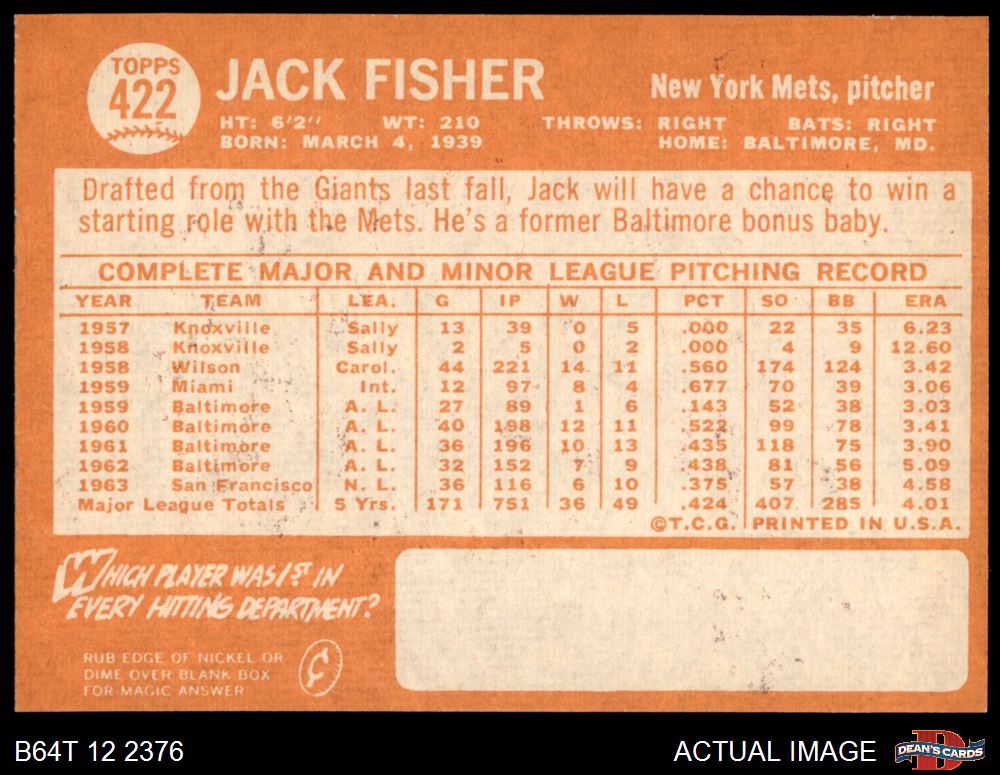 TOPPS
422
JACK FISHER
New York Mets, pitcher
HT: 6'2'' WT: 210 THROWS: RIGHT BATS: RIGHT
BORN: MARCH 4, 1939 HOME: BALTIMORE, MD.
Drafted from the Giants last fall, Jack will have a chance to win a
starting role with the Mets. He's a former Baltimore bonus baby.
COMPLETE MAJOR AND MINOR LEAGUE PITCHING RECORD
YEAR TEAM LEA. G IP W L PCT SO BB ERA
1957 Knoxville Sally 13 39 0 5 .000 22 35 6.23
1958 Knoxville Sally 2 5 0 2 .000 4 9 12.60
1958 Wilson Carol. 44 221 14 11 .560 174 124 3.42
1959 Miami Int. 12 97 8 4 .677 70 39 3.06
1959 Baltimore A. L. 27 89 1 6 .143 52 38 3.03
1960 Baltimore A. L. 40 198 12 11 .522 99 78 3.41
1961 Baltimore A. L. 36 196 10 13 .435 118 75 3.90
1962 Baltimore A. L. 32 152 7 9 .438 81 56 5.09
1963 San Francisco N. L. 36 116 6 10 .375 57 38 4.58
Major League Totals 5 Yrs. 171 751 36 49 .424 407 285 4.01
©T.C.G. PRINTED IN U.S.A.
WHICH PLAYER WAS 1ST IN
EVERY HITTING DEPARTMENT?
RUB EDGE OF NICKEL OR
DIME OVER BLANK BOX
FOR MAGIC ANSWER
B64T 12 2376 ACTUAL IMAGE DEAN'S CARDS